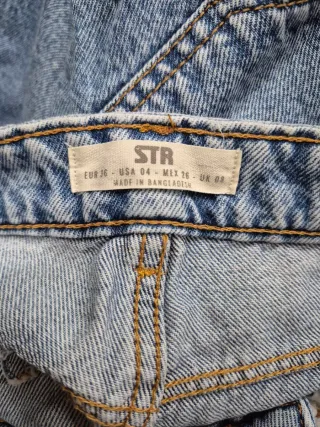 STR
EUR 36 - USA 04 - MEX 26 - UK 08
MADE IN BANGLADESH